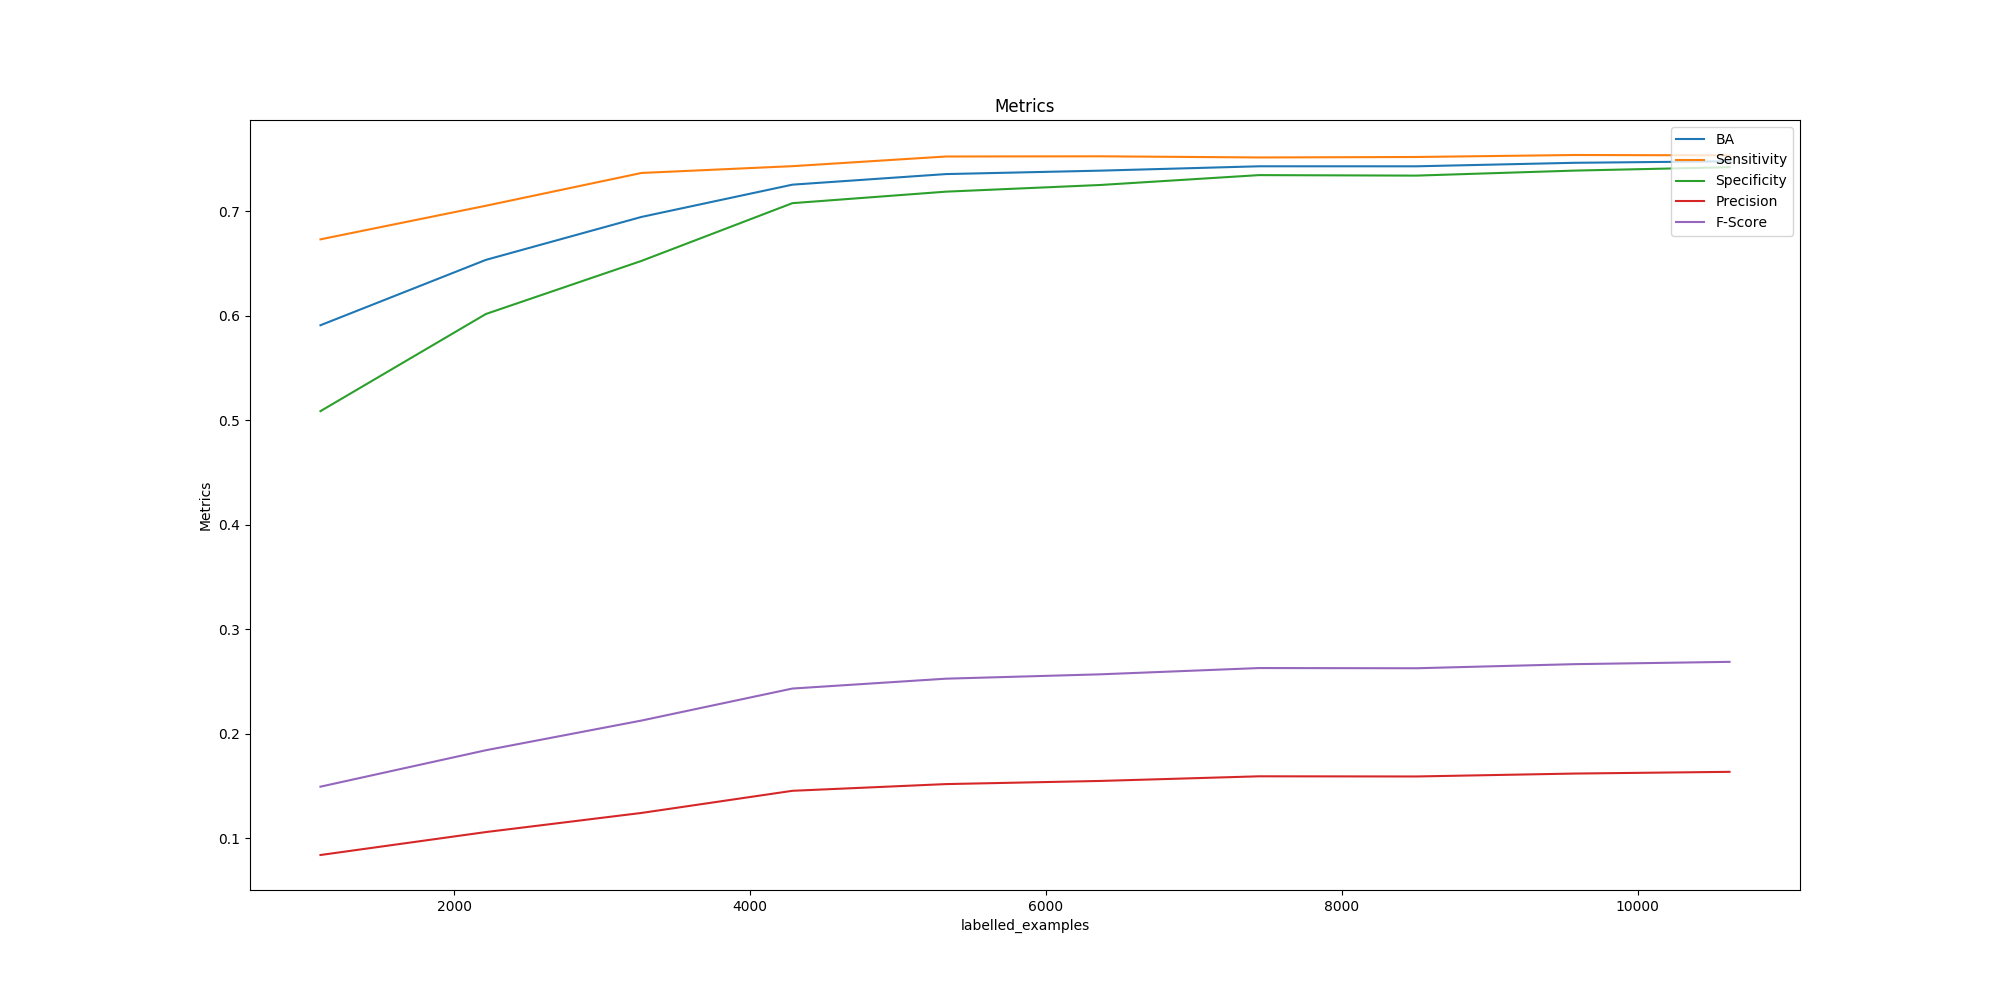 Metrics
BA
Sensitivity
Specificity
Precision
F-Score
Metrics
0.7
0.6
0.5
0.4
0.3
0.2
0.1
2000 4000 6000 8000 10000
labelled_examples